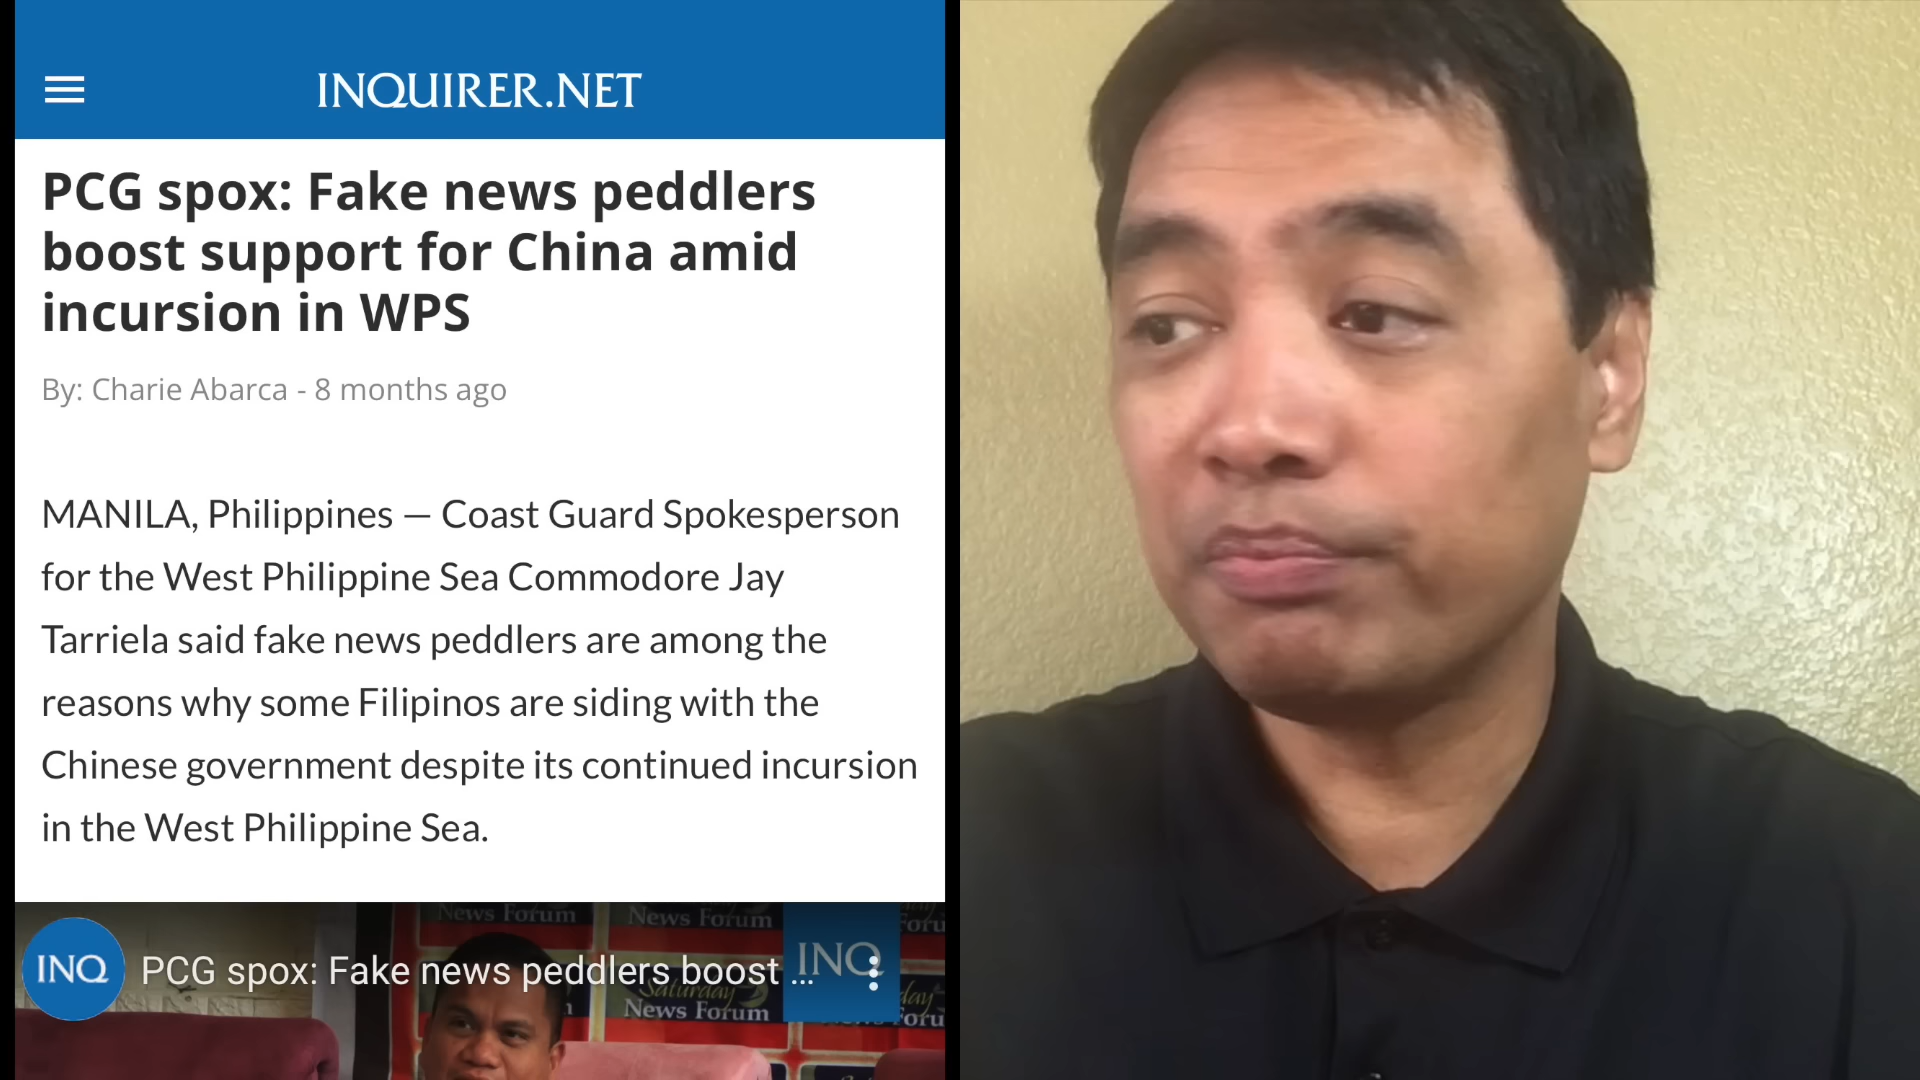 INQUIRER.NET
PCG spox: Fake news peddlers
boost support for China amid
incursion in WPS
By: Charie Abarca - 8 months ago
MANILA, Philippines — Coast Guard Spokesperson
for the West Philippine Sea Commodore Jay
Tarriela said fake news peddlers are among the
reasons why some Filipinos are siding with the
Chinese government despite its continued incursion
in the West Philippine Sea.
News Forum
News Forum
INQ
PCG spox: Fake news peddlers boost ...
INQ
Saturday
News Forum